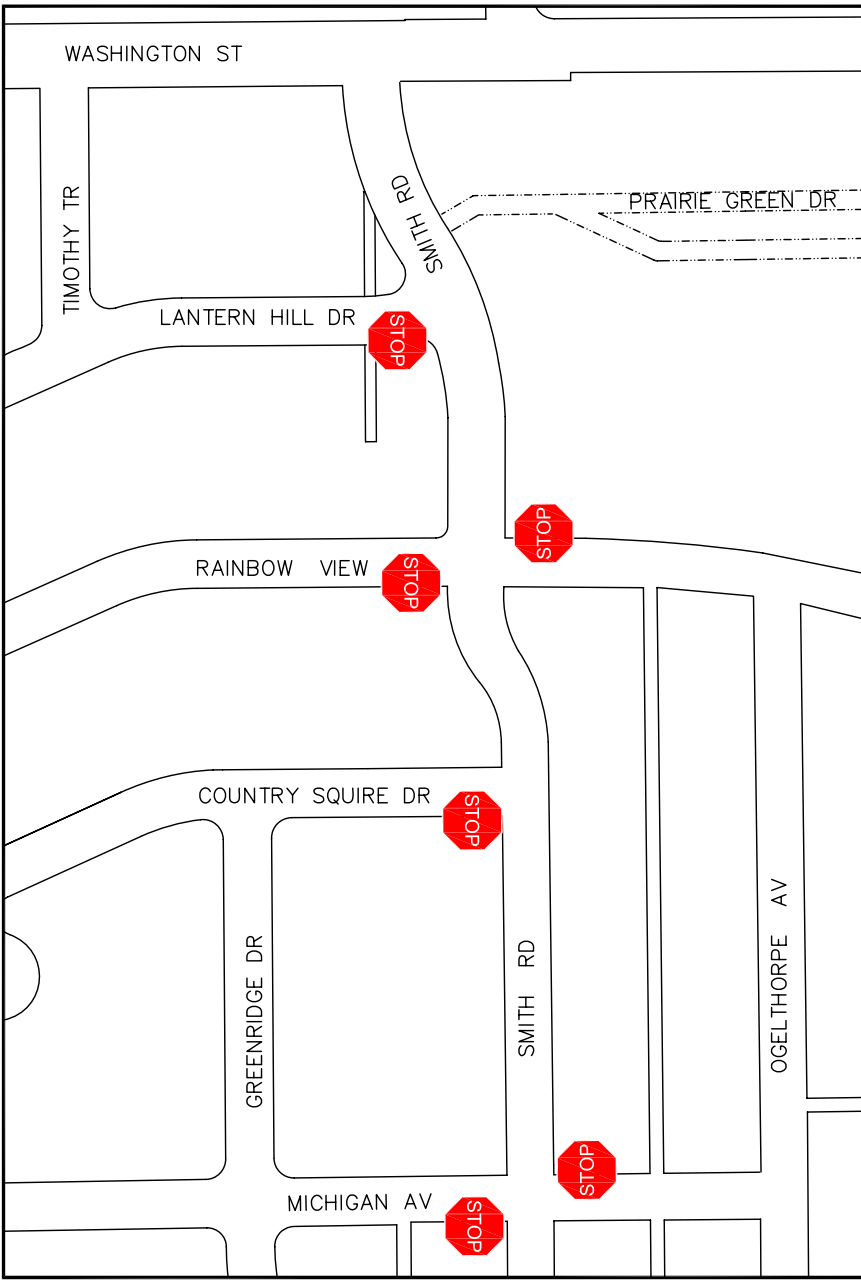 WASHINGTON ST
TIMOTHY TR
SMITH RD
PRAIRIE GREEN DR
LANTERN HILL DR
STOP
STOP
RAINBOW VIEW
STOP
COUNTRY SQUIRE DR
STOP
GREENRIDGE DR
SMITH RD
OGELTHORPE AV
STOP
MICHIGAN AV
STOP